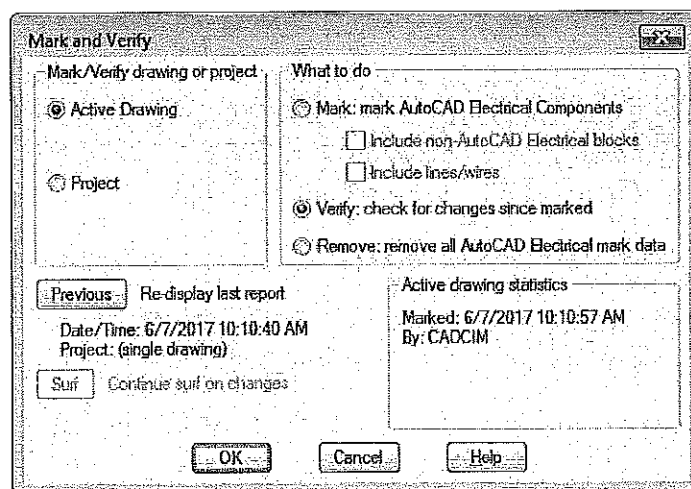 Mark and Verify
Mark/Verify drawing or project
Active Drawing
Project
What to do
Mark: mark AutoCAD Electrical Components
Include non-AutoCAD Electrical blocks
Include lines/wires
Verify: check for changes since marked
Remove: remove all AutoCAD Electrical mark data
Previous Re-display last report
Date/Time: 6/7/2017 10:10:40 AM
Project: (single drawing)
Surf Continue surf on changes
Active drawing statistics
Marked: 6/7/2017 10:10:57 AM
By: CADCIM
OK Cancel Help